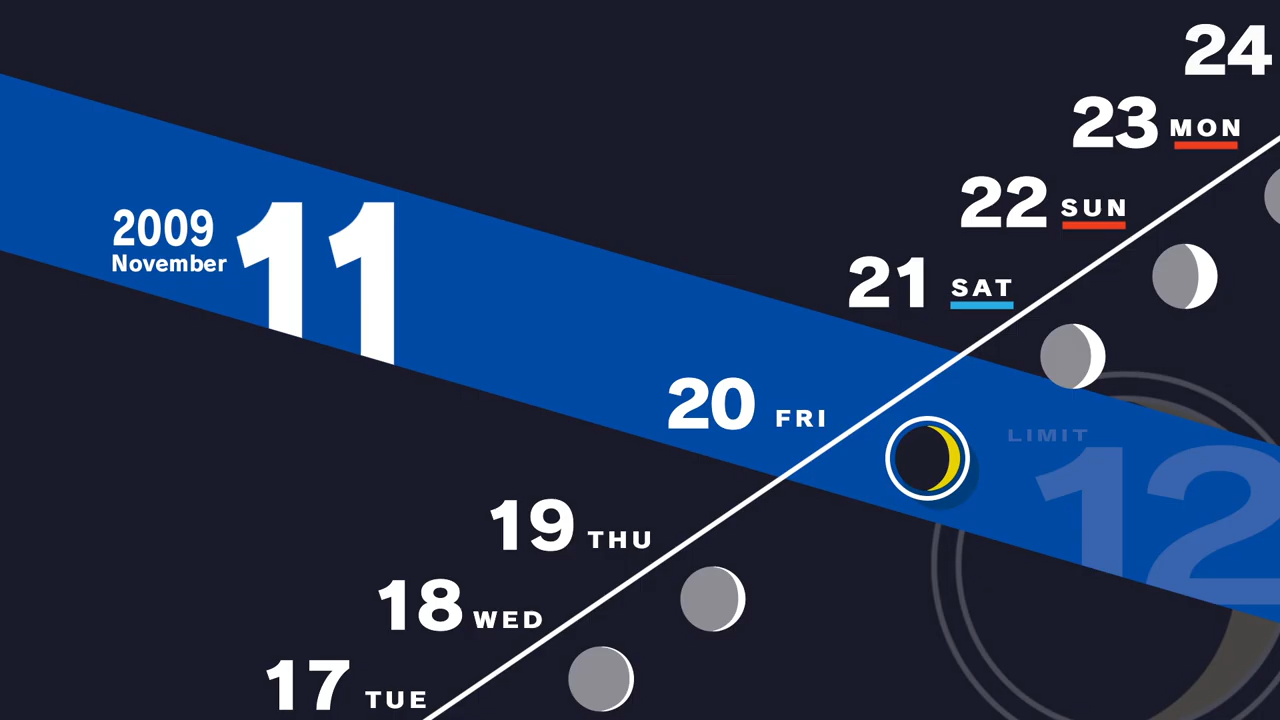 24
23 MON
22 SUN
21 SAT
2009
November
11
20 FRI
LIMIT
12
19 THU
18 WED
17 TUE